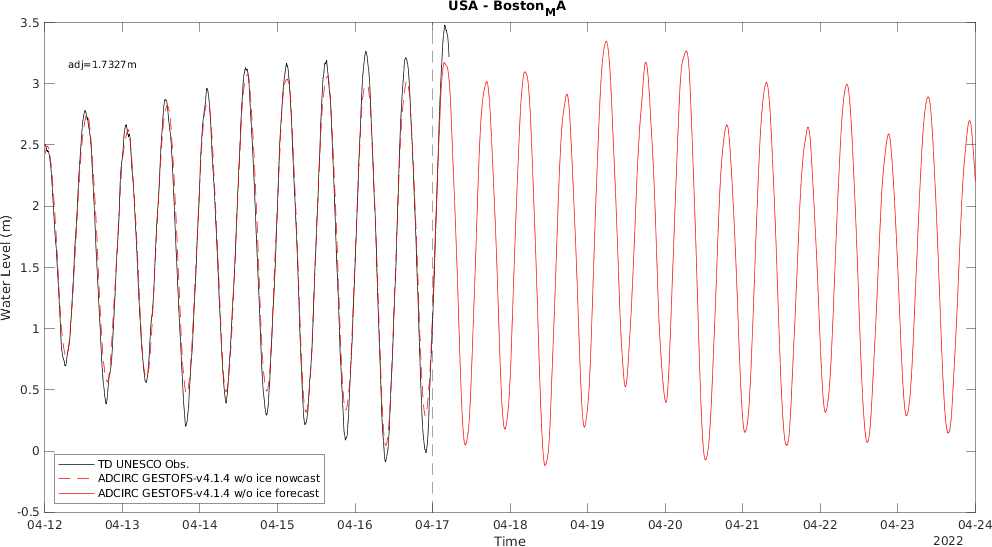 USA - Boston_MA
adj=1.7327m
3.5
3
2.5
2
1.5
1
0.5
0
-0.5
Water Level (m)
TD UNESCO Obs.
ADCIRC GESTOFS-v4.1.4 w/o ice nowcast
ADCIRC GESTOFS-v4.1.4 w/o ice forecast
04-12 04-13 04-14 04-15 04-16 04-17 04-18 04-19 04-20 04-21 04-22 04-23 04-24
Time
2022